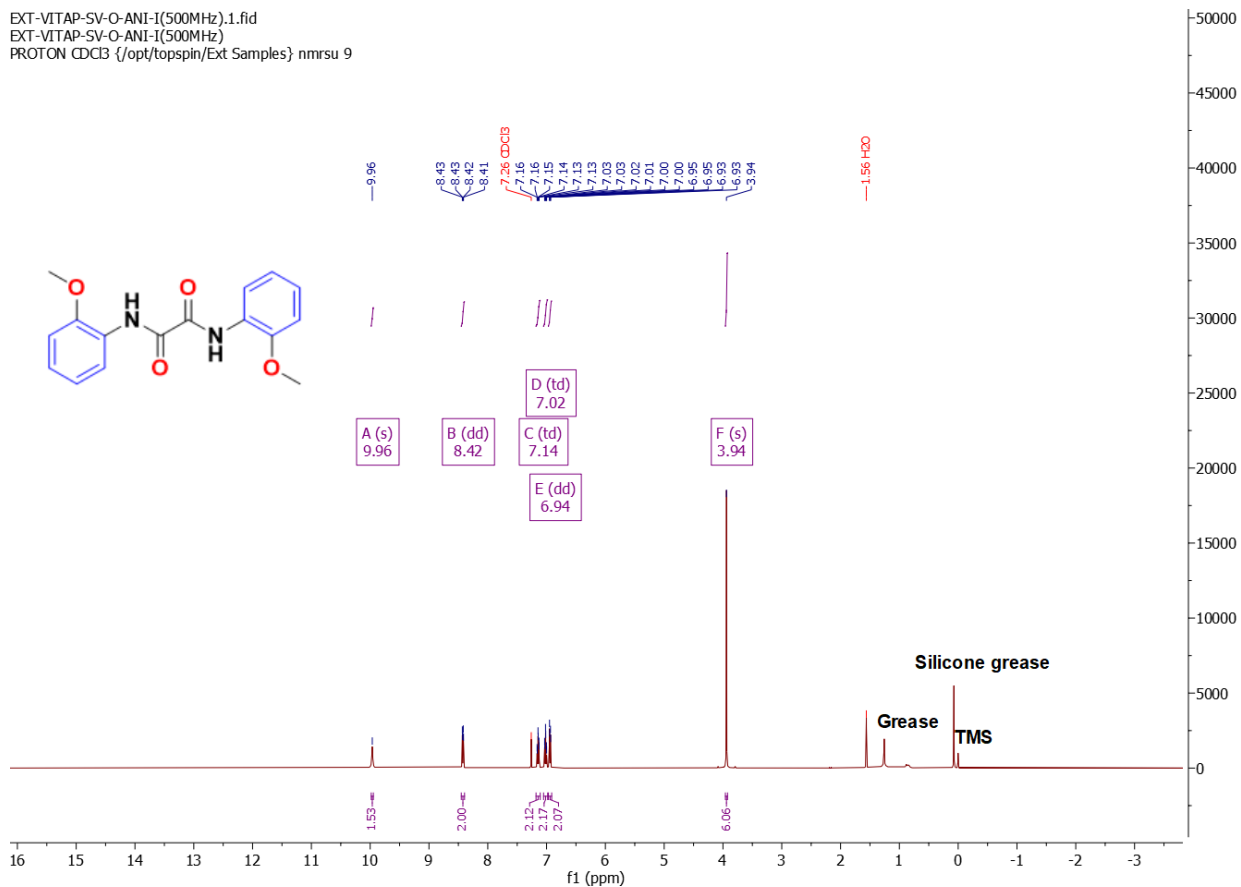 EXT-VITAP-SV-O-ANI-I(500MHz).1.fid
EXT-VITAP-SV-O-ANI-I(500MHz)
PROTON CDCl3 {/opt/topspin/Ext Samples} nmrsu 9
9.96
8.43
8.43
8.42
8.41
7.26 CDCl3
7.16
7.16
7.15
7.14
7.13
7.13
7.03
7.03
7.02
7.01
7.00
7.00
6.95
6.95
6.93
6.93
3.94
1.56 H2O
O
O
N
H
N
H
O
O
D (td)
7.02
A (s)
9.96
B (dd)
8.42
C (td)
7.14
F (s)
3.94
E (dd)
6.94
Silicone grease
Grease
TMS
1.53
2.00
2.12
2.17
2.07
6.06
16 15 14 13 12 11 10 9 8 7 6 5 4 3 2 1 0 -1 -2 -3
f1 (ppm)
50000
45000
40000
35000
30000
25000
20000
15000
10000
5000
0